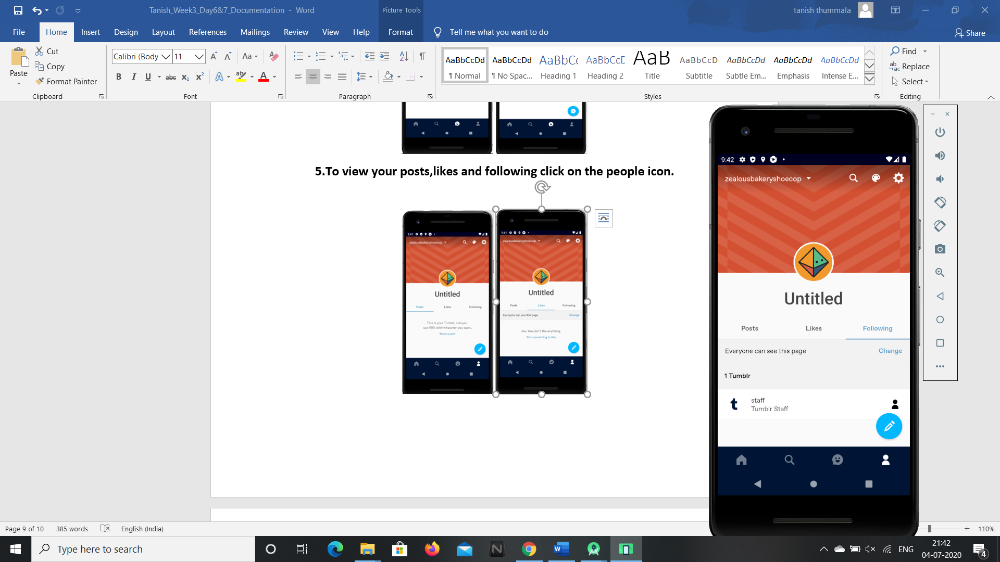 Tanish_Week3_Day6&7_Documentation - Word
Picture Tools
tanish thummala
File Home Insert Design Layout References Mailings Review View Help Format Tell me what you want to do Share
Paste
Cut
Copy
Format Painter
Clipboard
Calibri (Body 11
Font
Paragraph
AaBbCcDd AaBbCcDd AaBbCc AaBbCcD AaB AaBbCcD AaBbCcDd AaBbCcDd AaBbCcDd
¶ Normal ¶ No Spac... Heading 1 Heading 2 Title Subtitle Subtle Em... Emphasis Intense E...
Styles
Find
Replace
Select
Editing
5.To view your posts,likes and following click on the people icon.
9:41
zealousbakeryshoecop
Untitled
Posts Likes Following
This is your Tumblr, and you
can fill it with whatever you want.
Make a post
9:41
zealousbakeryshoecop
Untitled
Posts Likes Following
Everyone can see this page Change
Aw. You don't like anything.
Find something to like
9:42
zealousbakeryshoecop
Untitled
Posts Likes Following
Everyone can see this page Change
1 Tumblr
t
staff
Tumblr Staff
Page 9 of 10 385 words English (India) 110%
Type here to search
ENG
21:42
04-07-2020
4